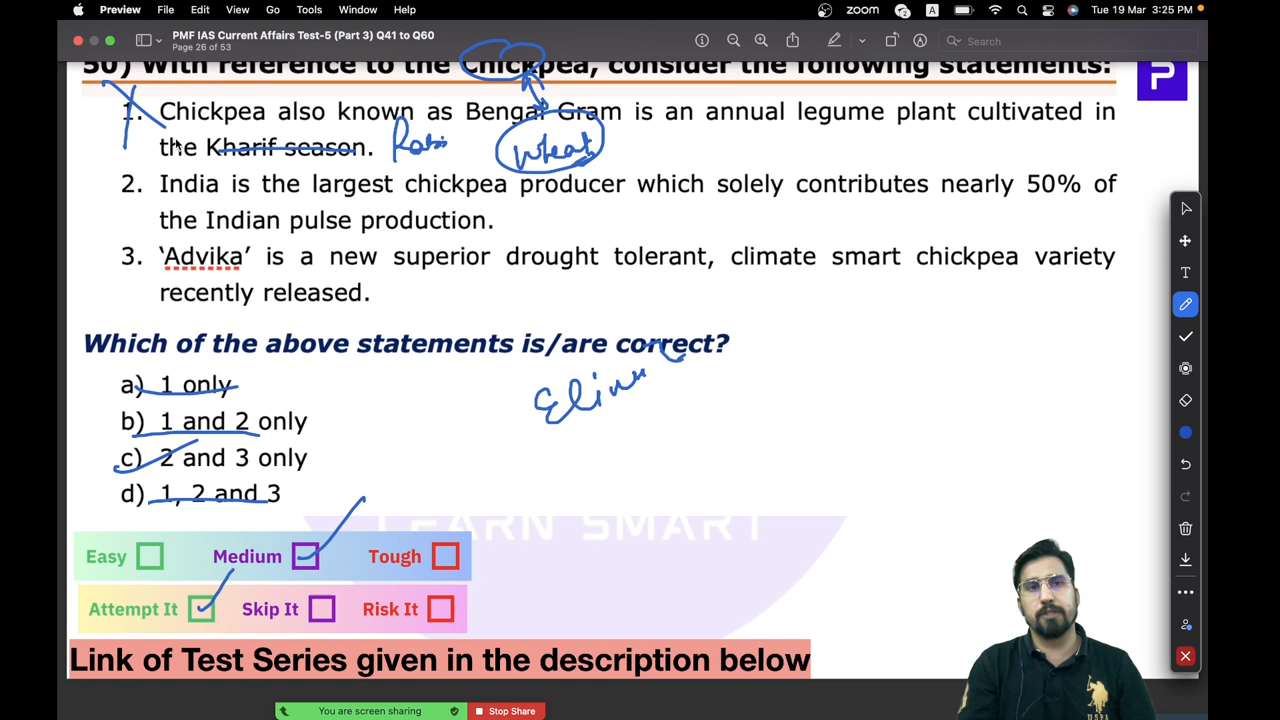 Preview File Edit View Go Tools Window Help zoom 2 A Tue 19 Mar 3:25 PM
PMF IAS Current Affairs Test-5 (Part 3) Q41 to Q60
Page 26 of 53
Search
50) With reference to the Chickpea, consider the following statements:
1. Chickpea also known as Bengal Gram is an annual legume plant cultivated in
the Kharif season. Rabi wheat
2. India is the largest chickpea producer which solely contributes nearly 50% of
the Indian pulse production.
3. ‘Advika’ is a new superior drought tolerant, climate smart chickpea variety
recently released.
Which of the above statements is/are correct?
a) 1 only
b) 1 and 2 only
c) 2 and 3 only
d) 1, 2 and 3
LEARN SMART
Easy Medium Tough
Attempt It Skip It Risk It
Link of Test Series given in the description below
You are screen sharing Stop Share